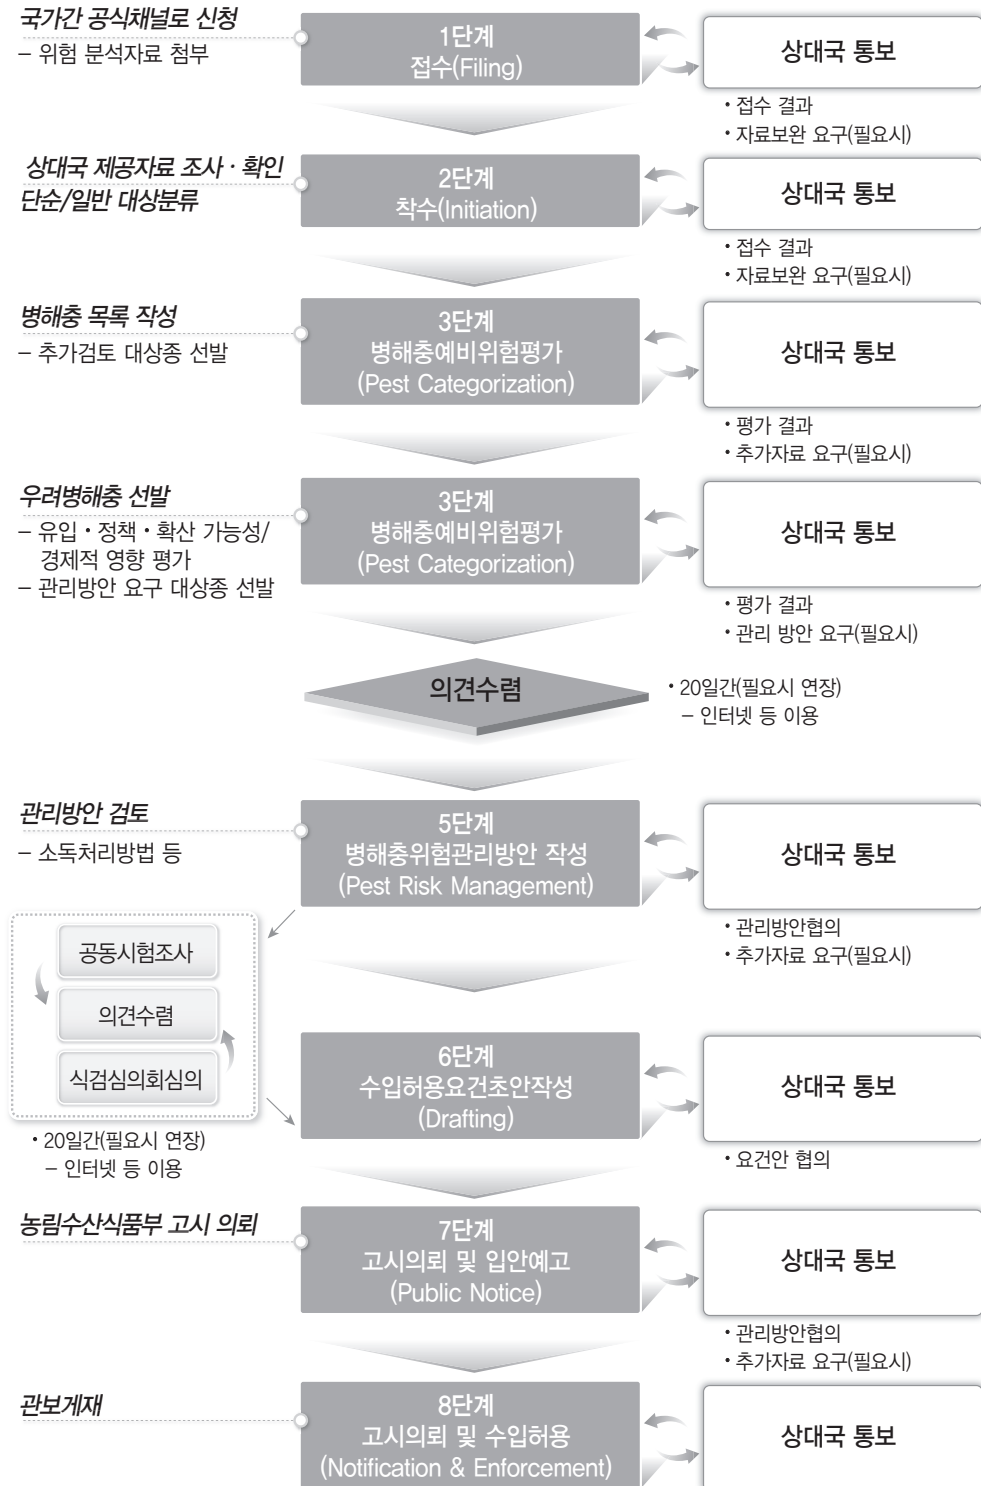 국가간 공식채널로 신청
– 위험 분석자료 첨부
1단계
접수(Filing)
상대국 통보
• 접수 결과
• 자료보완 요구(필요시)
상대국 제공자료 조사 · 확인
단순/일반 대상분류
2단계
착수(Initiation)
상대국 통보
• 접수 결과
• 자료보완 요구(필요시)
병해충 목록 작성
– 추가검토 대상종 선발
3단계
병해충예비위험평가
(Pest Categorization)
상대국 통보
• 평가 결과
• 추가자료 요구(필요시)
우려병해충 선발
– 유입 • 정책 • 확산 가능성/
경제적 영향 평가
– 관리방안 요구 대상종 선발
3단계
병해충예비위험평가
(Pest Categorization)
상대국 통보
• 평가 결과
• 관리 방안 요구(필요시)
의견수렴
• 20일간(필요시 연장)
– 인터넷 등 이용
관리방안 검토
– 소독처리방법 등
5단계
병해충위험관리방안 작성
(Pest Risk Management)
상대국 통보
• 관리방안협의
• 추가자료 요구(필요시)
공동시험조사
의견수렴
식검심의회심의
• 20일간(필요시 연장)
– 인터넷 등 이용
6단계
수입허용요건초안작성
(Drafting)
상대국 통보
• 요건안 협의
농림수산식품부 고시 의뢰
7단계
고시의뢰 및 입안예고
(Public Notice)
상대국 통보
• 관리방안협의
• 추가자료 요구(필요시)
관보게재
8단계
고시의뢰 및 수입허용
(Notification & Enforcement)
상대국 통보